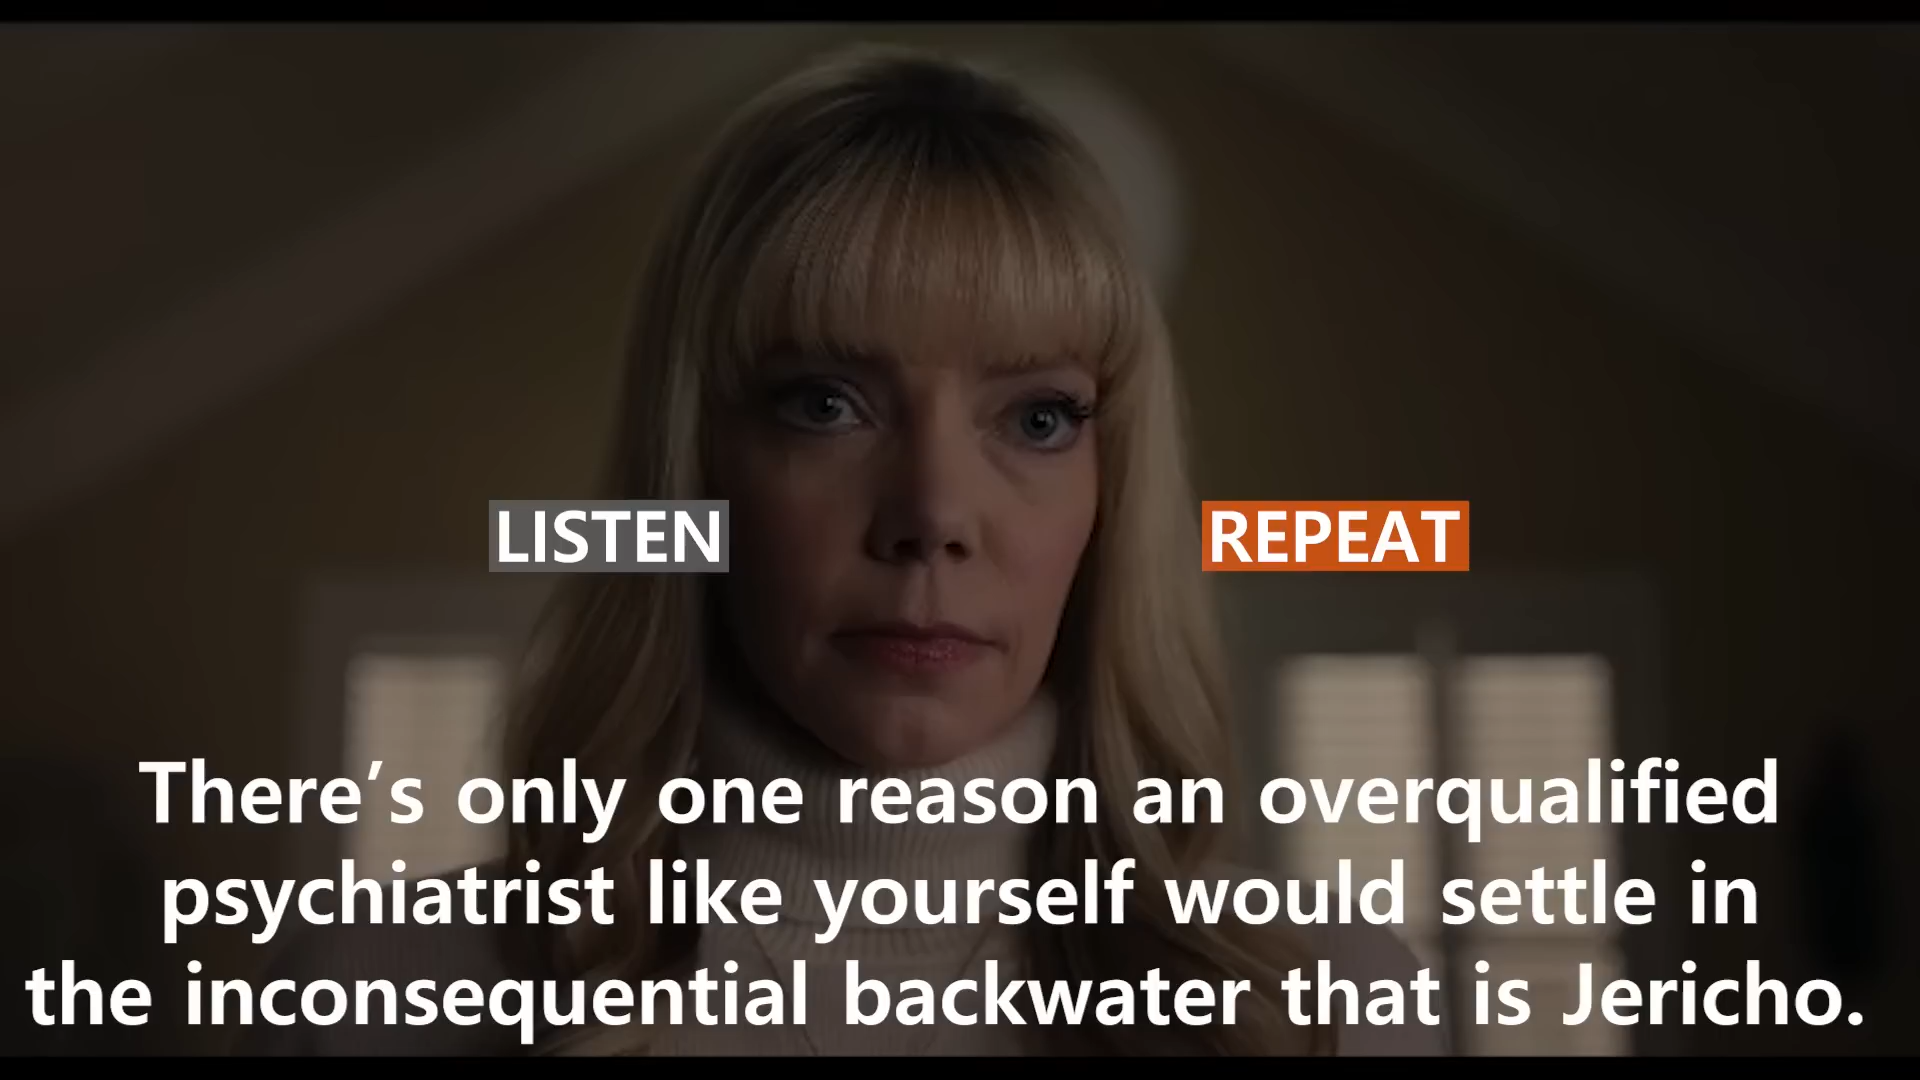 LISTEN REPEAT
There’s only one reason an overqualified
psychiatrist like yourself would settle in
the inconsequential backwater that is Jericho.